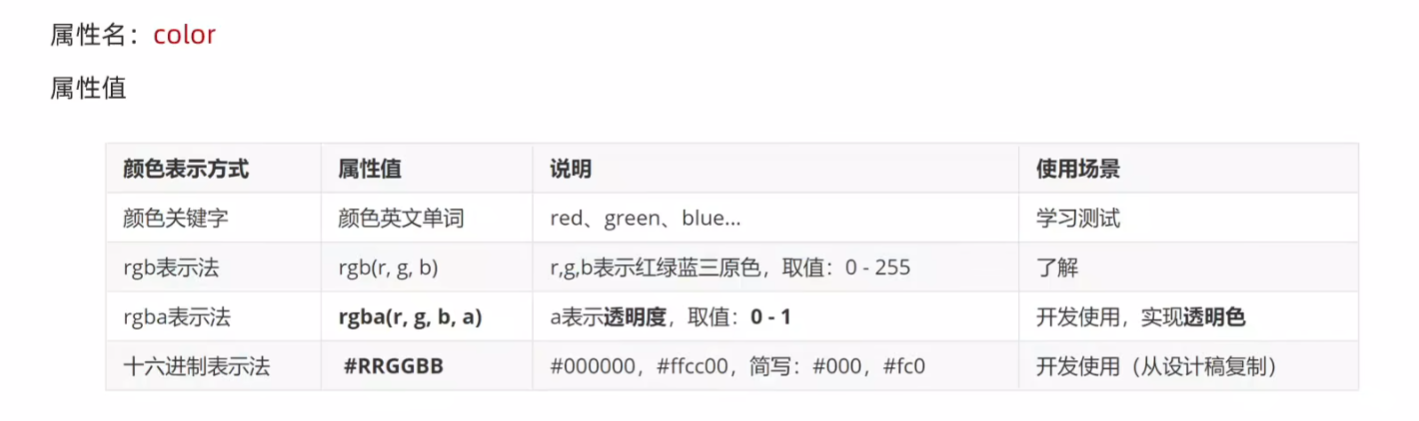 属性名：color
属性值
颜色表示方式 属性值 说明 使用场景
颜色关键字 颜色英文单词 red、green、blue... 学习测试
rgb表示法 rgb(r, g, b) r,g,b表示红绿蓝三原色，取值：0 - 255 了解
rgba表示法 rgba(r, g, b, a) a表示透明度，取值：0 - 1 开发使用，实现透明色
十六进制表示法 #RRGGBB #000000，#ffcc00，简写：#000，#fc0 开发使用（从设计稿复制）